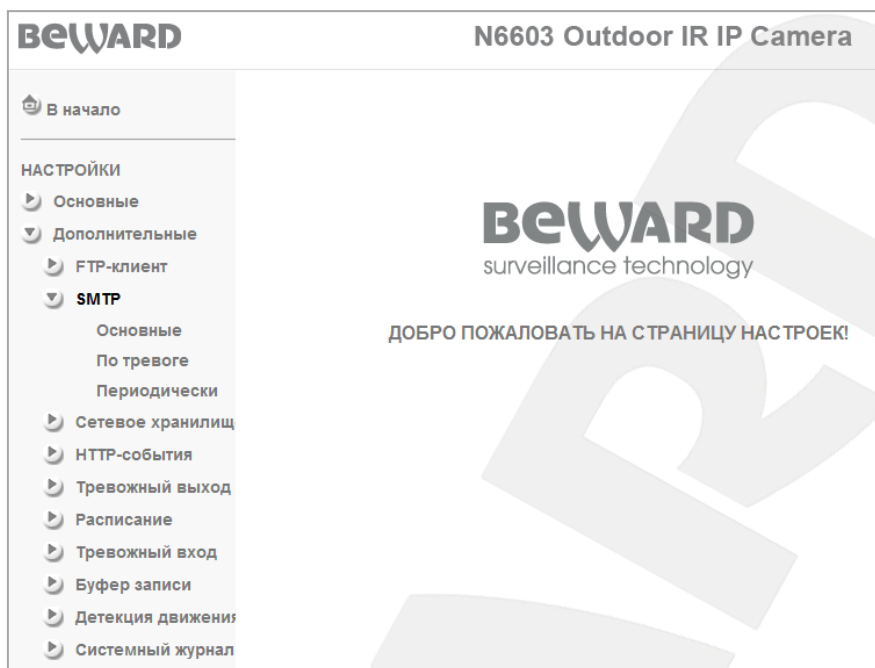 BEWARD
N6603 Outdoor IR IP Camera
В начало
НАСТРОЙКИ
Основные
Дополнительные
FTP-клиент
SMTP
Основные
По тревоге
Периодически
Сетевое хранилищ
HTTP-события
Тревожный выход
Расписание
Тревожный вход
Буфер записи
Детекция движения
Системный журнал
BEWARD
surveillance technology
ДОБРО ПОЖАЛОВАТЬ НА СТРАНИЦУ НАСТРОЕК!